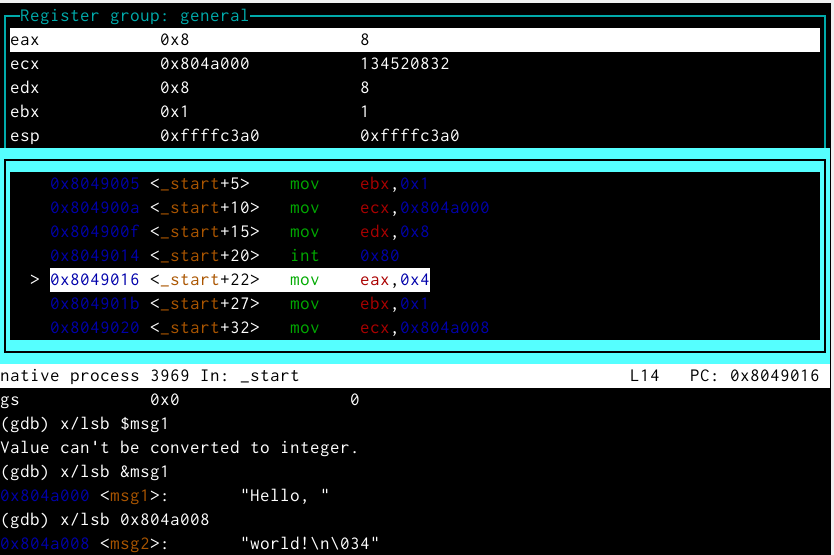 Register group: general
eax 0x8 8
ecx 0x804a000 134520832
edx 0x8 8
ebx 0x1 1
esp 0xffffc3a0 0xffffc3a0
0x8049005 <_start+5> mov ebx,0x1
0x804900a <_start+10> mov ecx,0x804a000
0x804900f <_start+15> mov edx,0x8
0x8049014 <_start+20> int 0x80
> 0x8049016 <_start+22> mov eax,0x4
0x804901b <_start+27> mov ebx,0x1
0x8049020 <_start+32> mov ecx,0x804a008
native process 3969 In: _start L14 PC: 0x8049016
gs 0x0 0
(gdb) x/lsb $msg1
Value can't be converted to integer.
(gdb) x/lsb &msg1
0x804a000 <msg1>: "Hello, "
(gdb) x/lsb 0x804a008
0x804a008 <msg2>: "world!\n\034"